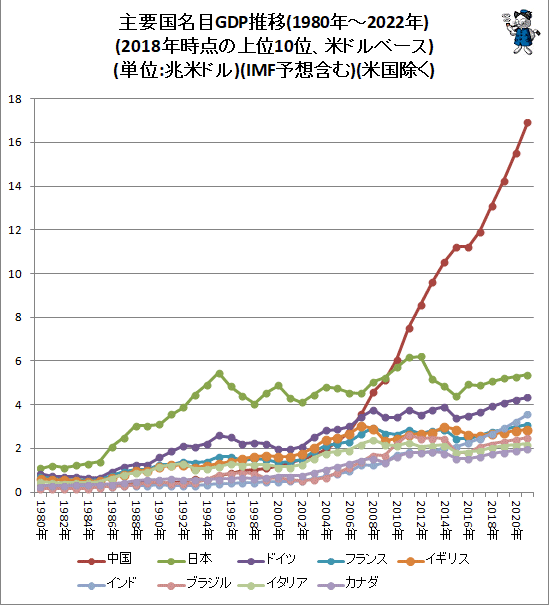 主要国名目GDP推移(1980年～2022年)
(2018年時点の上位10位、米ドルベース)
(単位:兆米ドル)(IMF予想含む)(米国除く)
18
16
14
12
10
8
6
4
2
0
1980年
1982年
1984年
1986年
1988年
1990年
1992年
1994年
1996年
1998年
2000年
2002年
2004年
2006年
2008年
2010年
2012年
2014年
2016年
2018年
2020年
中国 日本 ドイツ フランス イギリス
インド ブラジル イタリア カナダ